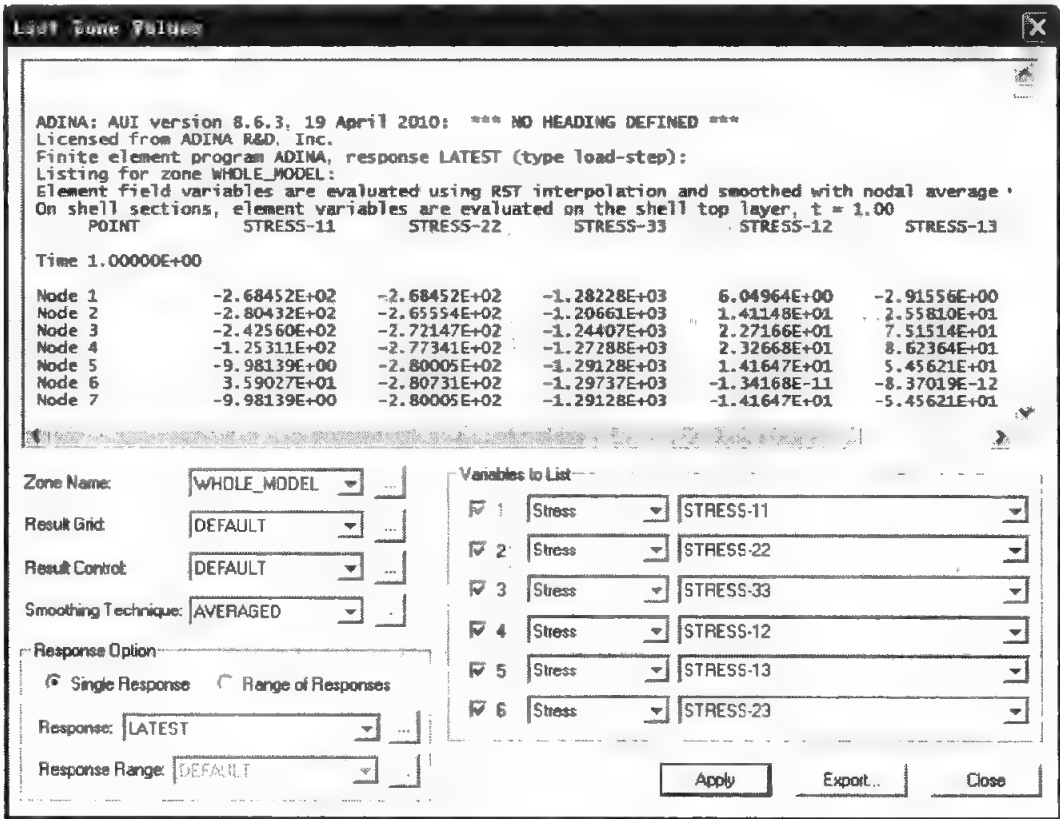 List Zone Values
ADINA: AUI version 8.6.3, 19 April 2010: *** NO HEADING DEFINED ***
Licensed from ADINA R&D, Inc.
Finite element program ADINA, response LATEST (type load-step):
Listing for zone WHOLE_MODEL:
Element field variables are evaluated using RST interpolation and smoothed with nodal average
On shell sections, element variables are evaluated on the shell top layer, t = 1.00
POINT STRESS-11 STRESS-22 STRESS-33 STRESS-12 STRESS-13
Time 1.00000E+00
Node 1 -2.68452E+02 -2.68452E+02 -1.28228E+03 6.04964E+00 -2.91556E+00
Node 2 -2.80432E+02 -2.65554E+02 -1.20661E+03 1.41148E+01 2.55810E+01
Node 3 -2.42560E+02 -2.72147E+02 -1.24407E+03 2.27166E+01 7.51514E+01
Node 4 -1.25311E+02 -2.77341E+02 -1.27288E+03 2.32668E+01 8.62364E+01
Node 5 -9.98139E+00 -2.80005E+02 -1.29128E+03 1.41647E+01 5.45621E+01
Node 6 3.59027E+01 -2.80731E+02 -1.29737E+03 -1.34168E-11 -8.37019E-12
Node 7 -9.98139E+00 -2.80005E+02 -1.29128E+03 -1.41647E+01 -5.45621E+01
Zone Name: WHOLE_MODEL ...
Result Grid: DEFAULT ...
Result Control: DEFAULT ...
Smoothing Technique: AVERAGED
Response Option
Single Response Range of Responses
Response: LATEST ...
Response Range: DEFAULT
Variables to List
1 Stress STRESS-11
2 Stress STRESS-22
3 Stress STRESS-33
4 Stress STRESS-12
5 Stress STRESS-13
6 Stress STRESS-23
Apply Export... Close